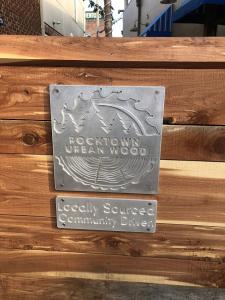 ROCKTOWN
URBAN WOOD
Locally Sourced
Community Driven